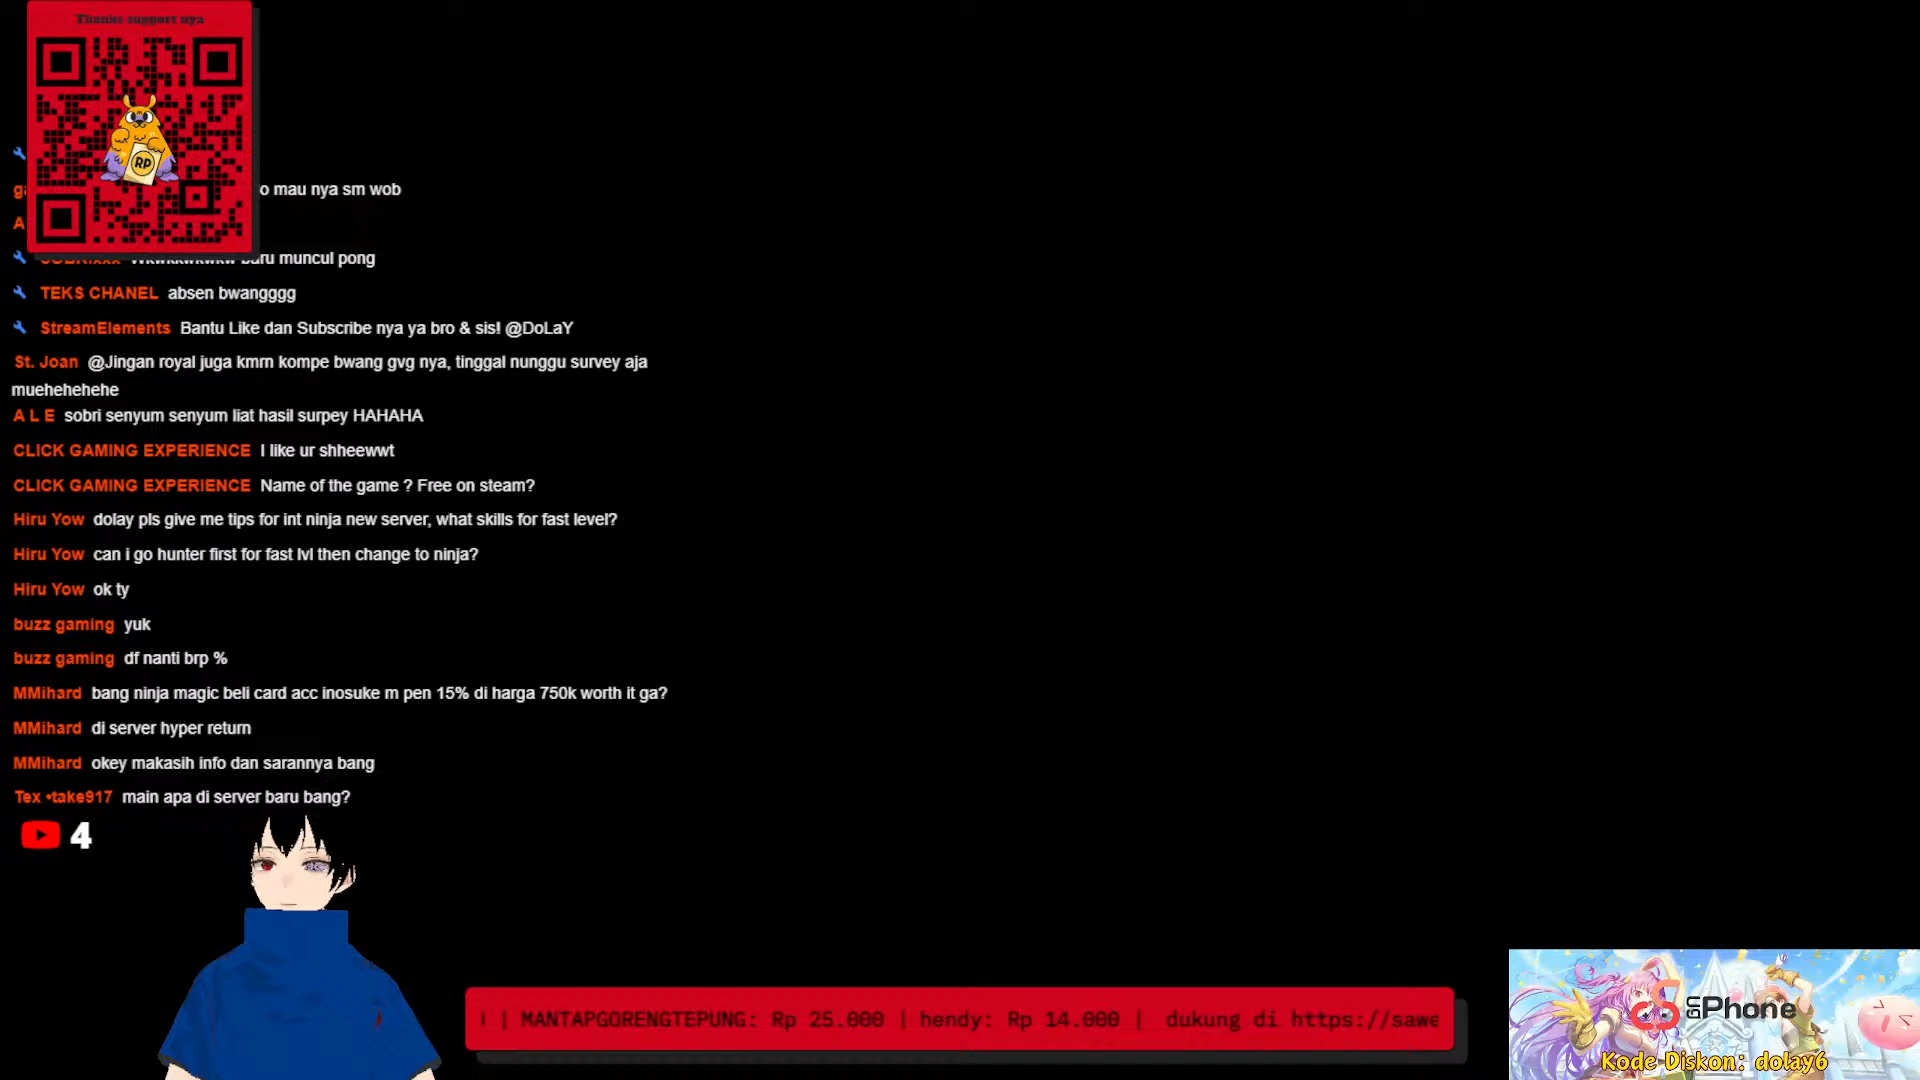 Thanks support nya
RP
o mau nya sm wob
A
baru muncul pong
TEKS CHANEL absen bwangggg
StreamElements Bantu Like dan Subscribe nya ya bro & sis! @DoLaY
St. Joan @Jingan royal juga kmrn kompe bwang gvg nya, tinggal nunggu survey aja
muehehehehe
A L E sobri senyum senyum liat hasil surpey HAHAHA
CLICK GAMING EXPERIENCE I like ur shheewwt
CLICK GAMING EXPERIENCE Name of the game ? Free on steam?
Hiru Yow dolay pls give me tips for int ninja new server, what skills for fast level?
Hiru Yow can i go hunter first for fast lvl then change to ninja?
Hiru Yow ok ty
buzz gaming yuk
buzz gaming df nanti brp %
MMihard bang ninja magic beli card acc inosuke m pen 15% di harga 750k worth it ga?
MMihard di server hyper return
MMihard okey makasih info dan sarannya bang
Tex •take917 main apa di server baru bang?
4
| MANTAPGORENGTEPUNG: Rp 25.000 | hendy: Rp 14.000 | dukung di https://sawe
Phone
Kode Diskon: dolay6